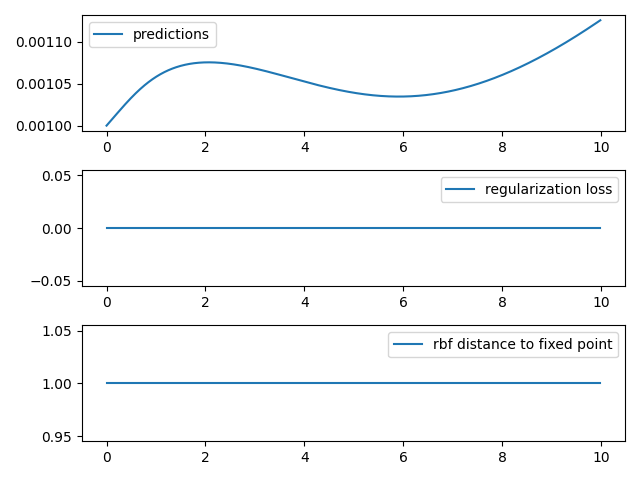 predictions
0.00110
0.00105
0.00100
0 2 4 6 8 10
regularization loss
0.05
0.00
−0.05
0 2 4 6 8 10
rbf distance to fixed point
1.05
1.00
0.95
0 2 4 6 8 10